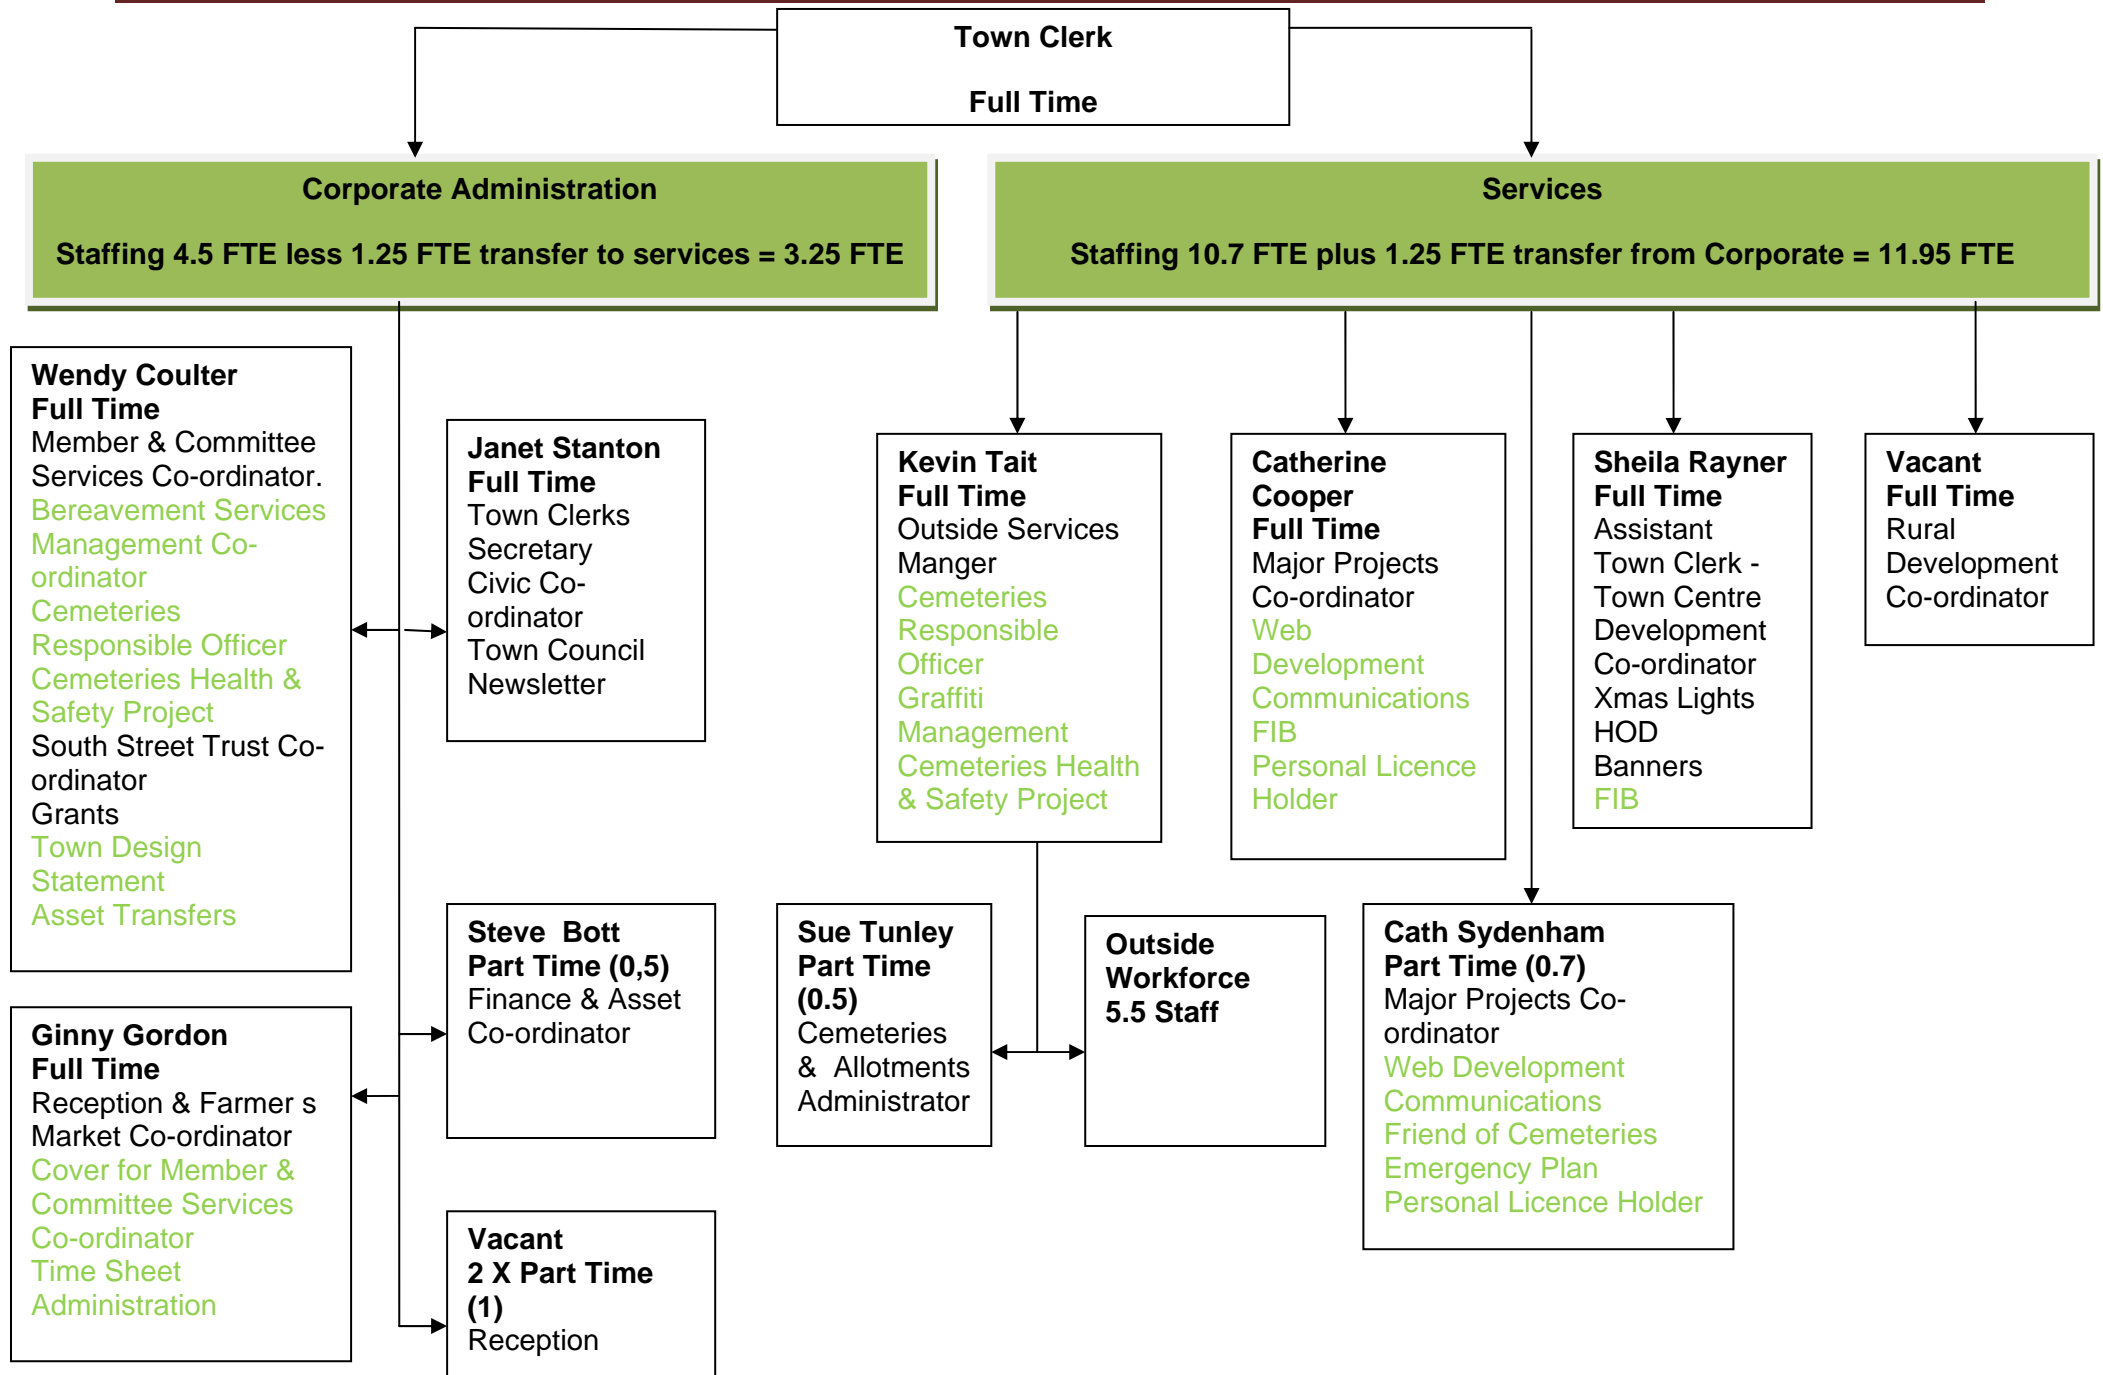 Town Clerk
Full Time
Corporate Administration
Staffing 4.5 FTE less 1.25 FTE transfer to services = 3.25 FTE
Services
Staffing 10.7 FTE plus 1.25 FTE transfer from Corporate = 11.95 FTE
Wendy Coulter
Full Time
Member & Committee
Services Co-ordinator.
Bereavement Services
Management Co-
ordinator
Cemeteries
Responsible Officer
Cemeteries Health &
Safety Project
South Street Trust Co-
ordinator
Grants
Town Design
Statement
Asset Transfers
Janet Stanton
Full Time
Town Clerks
Secretary
Civic Co-
ordinator
Town Council
Newsletter
Kevin Tait
Full Time
Outside Services
Manger
Cemeteries
Responsible
Officer
Graffiti
Management
Cemeteries Health
& Safety Project
Catherine
Cooper
Full Time
Major Projects
Co-ordinator
Web
Development
Communications
FIB
Personal Licence
Holder
Sheila Rayner
Full Time
Assistant
Town Clerk -
Town Centre
Development
Co-ordinator
Xmas Lights
HOD
Banners
FIB
Vacant
Full Time
Rural
Development
Co-ordinator
Ginny Gordon
Full Time
Reception & Farmer s
Market Co-ordinator
Cover for Member &
Committee Services
Co-ordinator
Time Sheet
Administration
Steve Bott
Part Time (0,5)
Finance & Asset
Co-ordinator
Vacant
2 X Part Time
(1)
Reception
Sue Tunley
Part Time
(0.5)
Cemeteries
& Allotments
Administrator
Outside
Workforce
5.5 Staff
Cath Sydenham
Part Time (0.7)
Major Projects Co-
ordinator
Web Development
Communications
Friend of Cemeteries
Emergency Plan
Personal Licence Holder